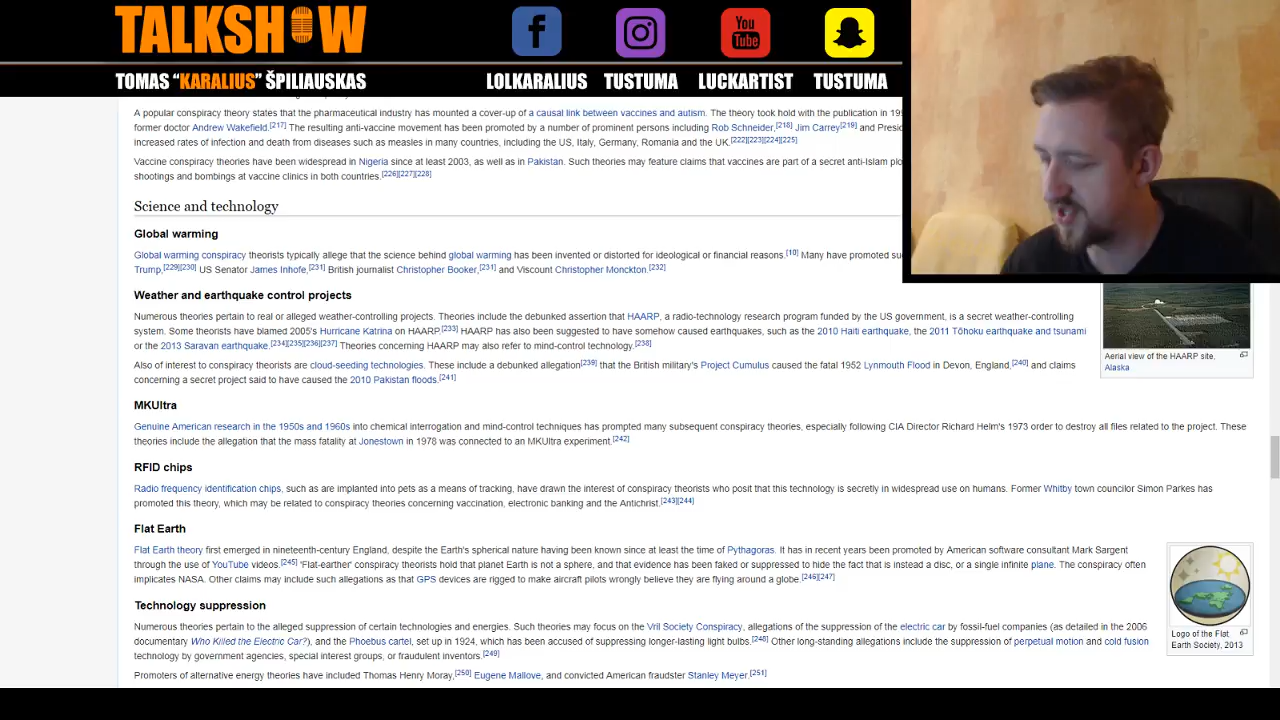 TALKSHOW
TOMAS "KARALIUS" ŠPILIAUSKAS
You
Tube
LOLKARALIUS TUSTUMA LUCKARTIST TUSTUMA
A popular conspiracy theory states that the pharmaceutical industry has mounted a cover-up of a causal link between vaccines and autism. The theory took hold with the publication in
former doctor Andrew Wakefield.[217] The resulting anti-vaccine movement has been promoted by a number of prominent persons including Rob Schneider,[218] Jim Carrey[219] and
increased rates of infection and death from diseases such as measles in many countries, including the US, Italy, Germany, Romania and the UK.[222][223][224][225]
Vaccine conspiracy theories have been widespread in Nigeria since at least 2003, as well as in Pakistan. Such theories may feature claims that vaccines are part of a secret anti-Islam
shootings and bombings at vaccine clinics in both countries.[226][227][228]
Science and technology
Global warming
Global warming conspiracy theorists typically allege that the science behind global warming has been invented or distorted for ideological or financial reasons.[10] Many have promoted
Trump,[229][230] US Senator James Inhofe,[231] British journalist Christopher Booker,[231] and Viscount Christopher Monckton.[232]
Weather and earthquake control projects
Numerous theories pertain to real or alleged weather-controlling projects. Theories include the debunked assertion that HAARP, a radio-technology research program funded by the US government, is a secret weather-controlling
system. Some theorists have blamed 2005's Hurricane Katrina on HAARP.[233] HAARP has also been suggested to have somehow caused earthquakes, such as the 2010 Haiti earthquake, the 2011 Tōhoku earthquake and tsunami
or the 2013 Saravan earthquake.[234][235][236][237] Theories concerning HAARP may also refer to mind-control technology.[238]
Aerial view of the HAARP site,
Alaska
Also of interest to conspiracy theorists are cloud-seeding technologies. These include a debunked allegation[239] that the British military's Project Cumulus caused the fatal 1952 Lynmouth Flood in Devon, England,[240] and claims
concerning a secret project said to have caused the 2010 Pakistan floods.[241]
MKUltra
Genuine American research in the 1950s and 1960s into chemical interrogation and mind-control techniques has prompted many subsequent conspiracy theories, especially following CIA Director Richard Helm's 1973 order to destroy all files related to the project. These
theories include the allegation that the mass fatality at Jonestown in 1978 was connected to an MKUltra experiment.[242]
RFID chips
Radio frequency identification chips, such as are implanted into pets as a means of tracking, have drawn the interest of conspiracy theorists who posit that this technology is secretly in widespread use on humans. Former Whitby town councilor Simon Parkes has
promoted this theory, which may be related to conspiracy theories concerning vaccination, electronic banking and the Antichrist.[243][244]
Flat Earth
Flat Earth theory first emerged in nineteenth-century England, despite the Earth's spherical nature having been known since at least the time of Pythagoras. It has in recent years been promoted by American software consultant Mark Sargent
through the use of YouTube videos.[245] 'Flat-earther' conspiracy theorists hold that planet Earth is not a sphere, and that evidence has been faked or suppressed to hide the fact that is instead a disc, or a single infinite plane. The conspiracy often
implicates NASA. Other claims may include such allegations as that GPS devices are rigged to make aircraft pilots wrongly believe they are flying around a globe.[246][247]
Logo of the Flat
Earth Society, 2013
Technology suppression
Numerous theories pertain to the alleged suppression of certain technologies and energies. Such theories may focus on the Vril Society Conspiracy, allegations of the suppression of the electric car by fossil-fuel companies (as detailed in the 2006
documentary Who Killed the Electric Car?), and the Phoebus cartel, set up in 1924, which has been accused of suppressing longer-lasting light bulbs.[248] Other long-standing allegations include the suppression of perpetual motion and cold fusion
technology by government agencies, special interest groups, or fraudulent inventors.[249]
Promoters of alternative energy theories have included Thomas Henry Moray,[250] Eugene Mallove, and convicted American fraudster Stanley Meyer.[251]